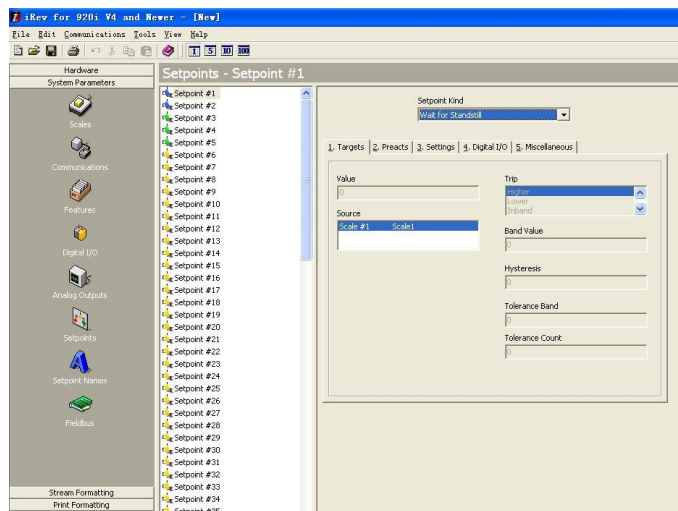 iRev for 920i V4 and Newer - [New]
File Edit Communications Tools View Help
1 5 10 100
Hardware
System Parameters
Scales
Communications
Features
Digital I/O
Analog Outputs
Setpoints
Setpoint Names
Fieldbus
Stream Formatting
Print Formatting
Setpoints - Setpoint #1
Setpoint #1
Setpoint #2
Setpoint #3
Setpoint #4
Setpoint #5
Setpoint #6
Setpoint #7
Setpoint #8
Setpoint #9
Setpoint #10
Setpoint #11
Setpoint #12
Setpoint #13
Setpoint #14
Setpoint #15
Setpoint #16
Setpoint #17
Setpoint #18
Setpoint #19
Setpoint #20
Setpoint #21
Setpoint #22
Setpoint #23
Setpoint #24
Setpoint #25
Setpoint #26
Setpoint #27
Setpoint #28
Setpoint #29
Setpoint #30
Setpoint #31
Setpoint #32
Setpoint #33
Setpoint #34
Setpoint #35
Setpoint Kind
Wait for Standstill
1. Targets 2. Preacts 3. Settings 4. Digital I/O 5. Miscellaneous
Value
0
Source
Scale #1 Scale1
Trip
Higher
Lower
Inband
Band Value
0
Hysteresis
0
Tolerance Band
0
Tolerance Count
0